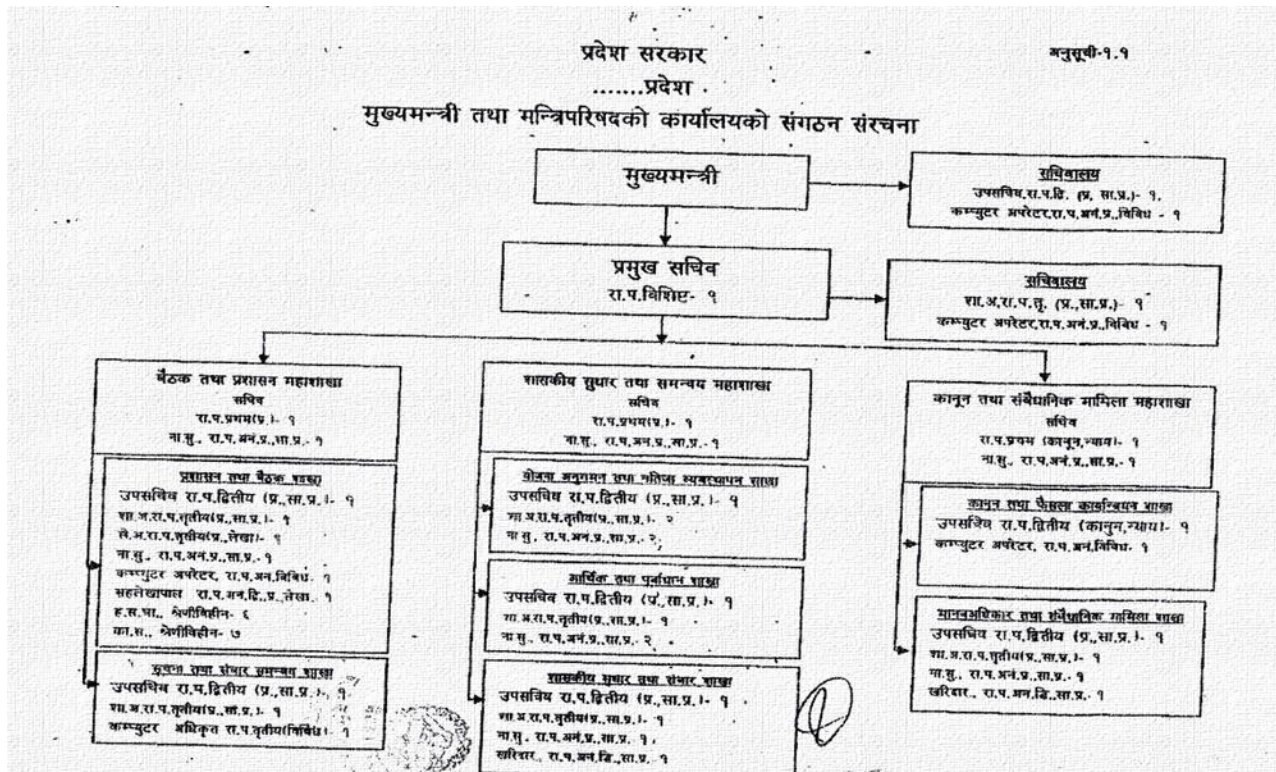 प्रदेश सरकार
अनुसूची-१.१
.......प्रदेश
मुख्यमन्त्री तथा मन्त्रिपरिषदको कार्यालयको संगठन संरचना
मुख्यमन्त्री
सचिवालय
उपसचिव,रा.प.द्वि. (प्र. सा.प्र.)- १
कम्प्युटर अपरेटर,रा.प.अनं.प्र.,विविध - १
प्रमुख सचिव
रा.प.विशिष्ट- १
सचिवालय
शा.अ.रा.प.तृ. (प्र.,सा.प्र.)- १
कम्प्युटर अपरेटर,रा.प.अनं.प्र.,विविध - १
बैठक तथा प्रशासन महाशाखा
सचिव
रा.प.प्रथम(प्र.)- १
ना.सु., रा.प.अनं.प्र.,सा.प्र.- १
प्रशासन तथा बैठक शाखा
उपसचिव रा.प.द्वितीय (प्र.,सा.प्र.)- १
शा.अ.रा.प.तृतीय(प्र.,सा.प्र.)- १
ले.अ.रा.प.तृतीय(प्र.,लेखा)- १
ना.सु., रा.प.अनं.प्र.,सा.प्र.- १
कम्प्युटर अपरेटर, रा.प.अनं.विविध- १
सहलेखापाल रा.प.अनं.द्वि.,प्र.,लेखा.- १
ह.स.चा., श्रेणीविहीन- ६
का.स., श्रेणीविहीन- ७
सूचना तथा संचार समन्वय शाखा
उपसचिव रा.प.द्वितीय (प्र.,सा.प्र.)- १
शा.अ.रा.प.तृतीय(प्र.,सा.प्र.)- १
कम्प्युटर अधिकृत रा.प.तृतीय(विविध)- १
शासकीय सुधार तथा समन्वय महाशाखा
सचिव
रा.प.प्रथम(प्र.)- १
ना.सु., रा.प.अनं.प्र.,सा.प्र.- १
योजना अनुगमन तथा नतिजा व्यवस्थापन शाखा
उपसचिव रा.प.द्वितीय (प्र.,सा.प्र.)- १
शा.अ.रा.प.तृतीय(प्र.,सा.प्र.)- २
ना.सु., रा.प.अनं.प्र.,सा.प्र.- २
आर्थिक तथा पूर्वाधार शाखा
उपसचिव रा.प.द्वितीय (प्र.सा.प्र.)- १
शा.अ.रा.प.तृतीय(प्र.,सा.प्र.)- १
ना.सु., रा.प.अनं.प्र.,सा.प्र.- २
शासकीय सुधार तथा संचार शाखा
उपसचिव रा.प.द्वितीय (प्र.,सा.प्र.)- १
शा.अ.रा.प.तृतीय(प्र.,सा.प्र.)- १
ना.सु., रा.प.अनं.प्र.,सा.प्र. १
खरिदार., रा.प.अनं.द्वि.,सा.प्र.- १
कानून तथा संवैधानिक मामिला महाशाखा
सचिव
रा.प.प्रथम (कानून,न्याय)- १
ना.सु., रा.प.अनं.प्र.,सा.प्र.- १
कानून तथा फैसला कार्यान्वयन शाखा
उपसचिव रा.प.द्वितीय (कानुन,न्याय)- १
कम्प्युटर अपरेटर, रा.प.अनं.विविध- १
मानवअधिकार तथा संवैधानिक मामिला शाखा
उपसचिव रा.प.द्वितीय (प्र.,सा.प्र.)- १
शा.अ.रा.प.तृतीय(प्र.,सा.प्र.)- १
ना.सु., रा.प.अनं.प्र.,सा.प्र.- १
खरिदार., रा.प.अनं.द्वि.,सा.प्र.- १